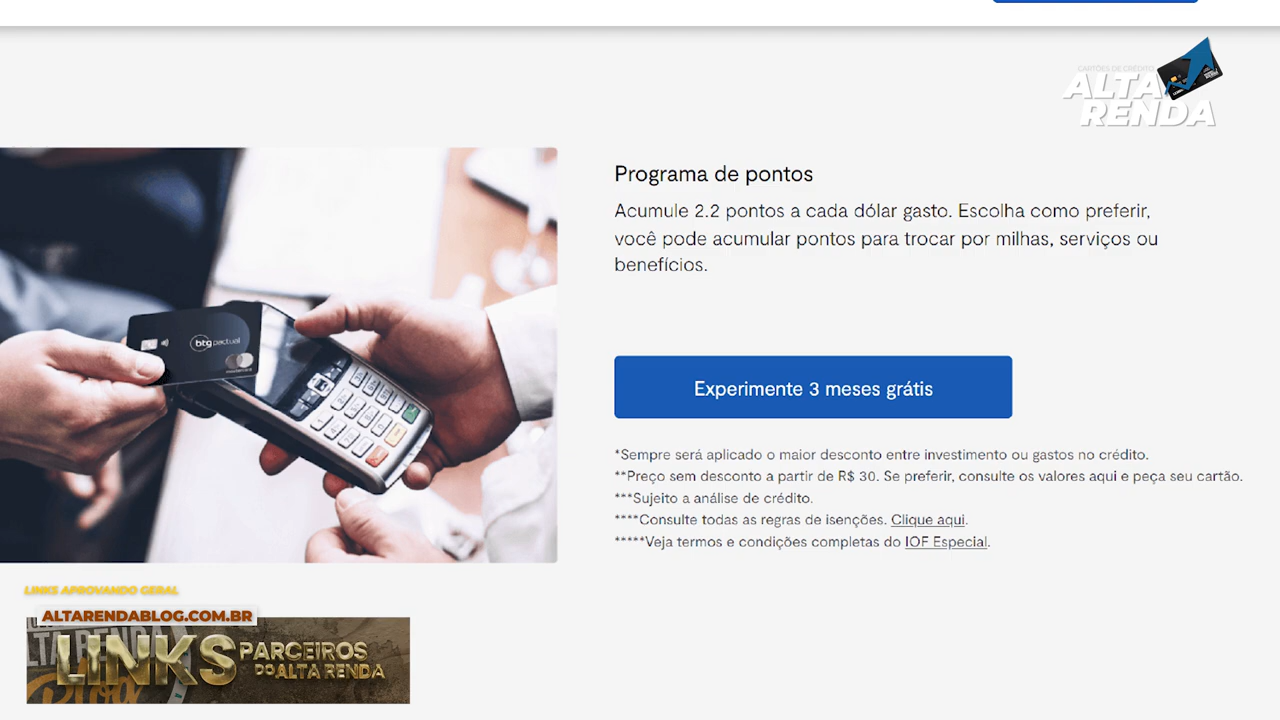 CARTÕES DE CRÉDITO
ALTA
RENDA
Programa de pontos
Acumule 2.2 pontos a cada dólar gasto. Escolha como preferir,
você pode acumular pontos para trocar por milhas, serviços ou
benefícios.
btg pactual
Experimente 3 meses grátis
*Sempre será aplicado o maior desconto entre investimento ou gastos no crédito.
**Preço sem desconto a partir de R$ 30. Se preferir, consulte os valores aqui e peça seu cartão.
***Sujeito a análise de crédito.
****Consulte todas as regras de isenções. Clique aqui.
*****Veja termos e condições completas do IOF Especial.
LINKS APROVANDO GERAL
ALTARENDABLOG.COM.BR
LINKS PARCEIROS
DO ALTA RENDA
Blog